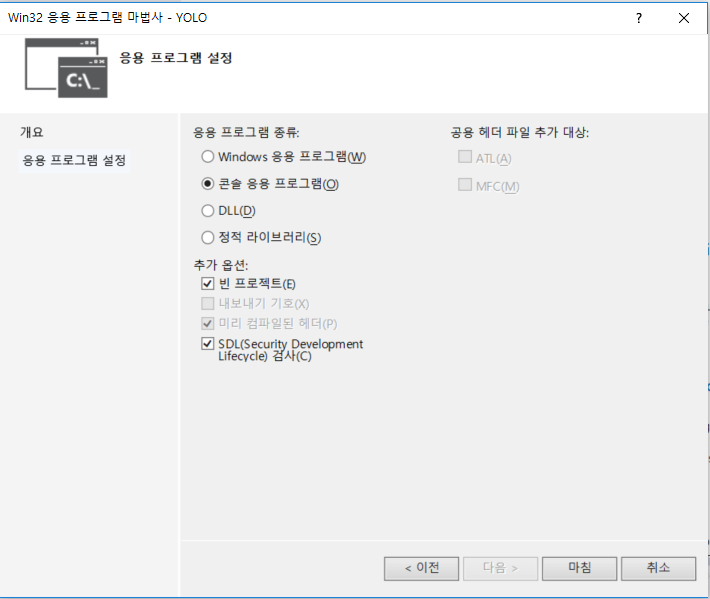 Win32 응용 프로그램 마법사 - YOLO
?
C:\_
응용 프로그램 설정
개요
응용 프로그램 설정
응용 프로그램 종류:
Windows 응용 프로그램(W)
콘솔 응용 프로그램(O)
DLL(D)
정적 라이브러리(S)
추가 옵션:
빈 프로젝트(E)
내보내기 기호(X)
미리 컴파일된 헤더(P)
SDL(Security Development
Lifecycle) 검사(C)
공용 헤더 파일 추가 대상:
ATL(A)
MFC(M)
< 이전
다음 >
마침
취소